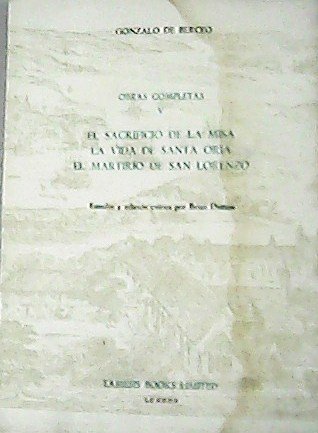 GONZALO DE BERCEO
OBRAS COMPLETAS
V
EL SACRIFICIO DE LA MISA
LA VIDA DE SANTA ORIA
EL MARTIRIO DE SAN LORENZO
Estudio y edición crítica por Brian Dutton
TAMESIS BOOKS LIMITED
LONDRES